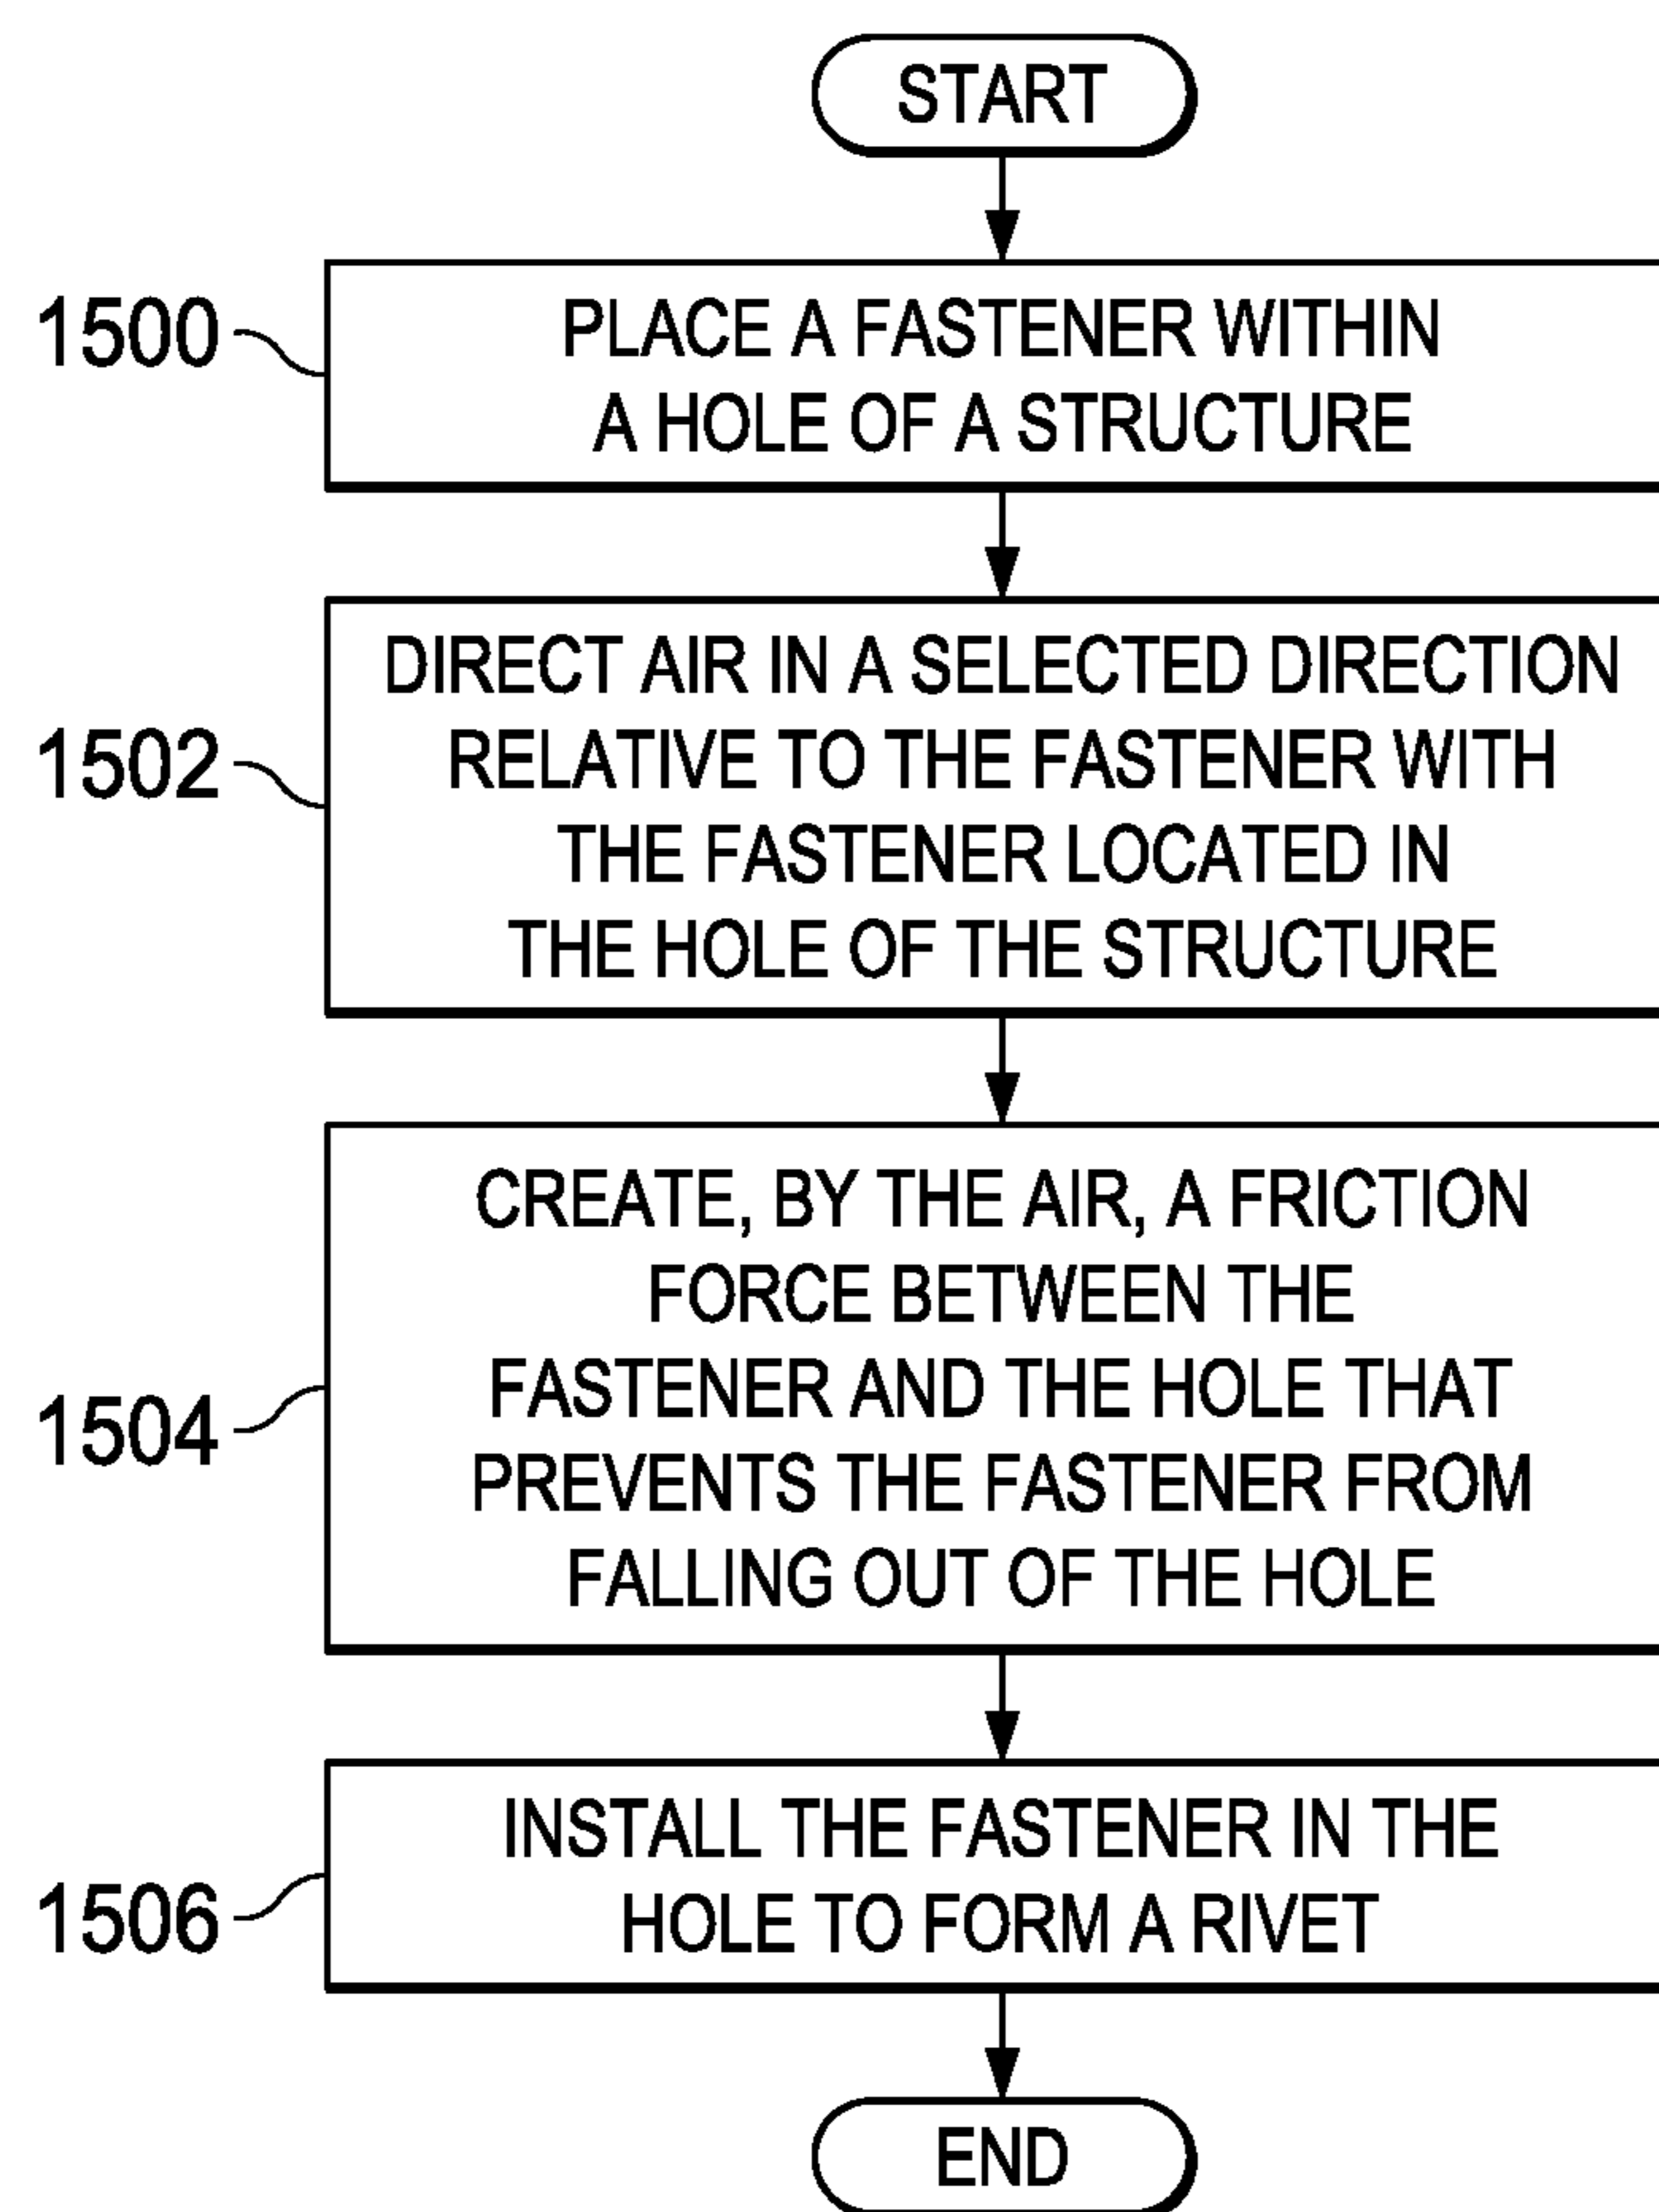 START
1500
PLACE A FASTENER WITHIN
A HOLE OF A STRUCTURE
1502
DIRECT AIR IN A SELECTED DIRECTION
RELATIVE TO THE FASTENER WITH
THE FASTENER LOCATED IN
THE HOLE OF THE STRUCTURE
1504
CREATE, BY THE AIR, A FRICTION
FORCE BETWEEN THE
FASTENER AND THE HOLE THAT
PREVENTS THE FASTENER FROM
FALLING OUT OF THE HOLE
1506
INSTALL THE FASTENER IN THE
HOLE TO FORM A RIVET
END